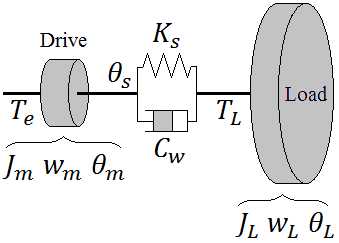 Drive
K_s
θ_s
T_e
T_L
Load
C_w
J_m w_m θ_m
J_L w_L θ_L